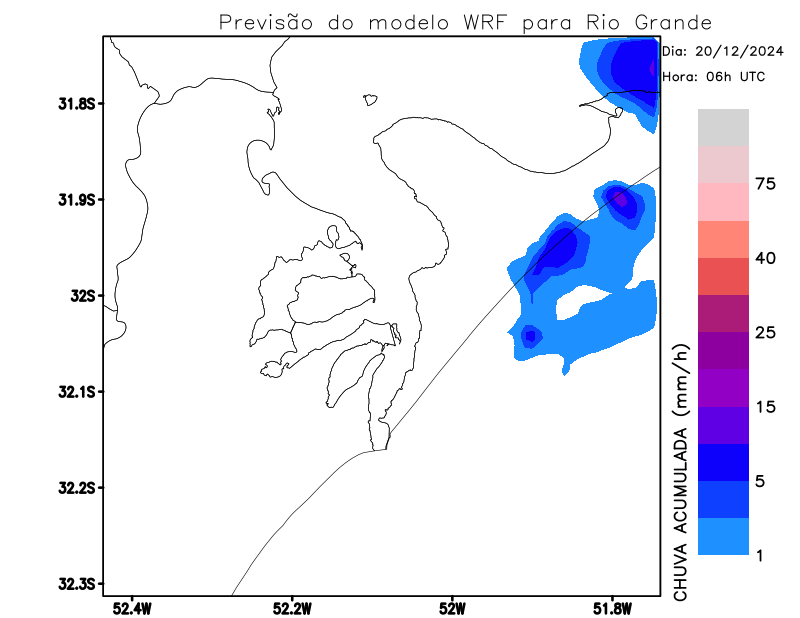 Previsão do modelo WRF para Rio Grande
Dia: 20/12/2024
Hora: 06h UTC
31.8S
31.9S
32S
32.1S
32.2S
32.3S
52.4W
52.2W
52W
51.8W
75
40
25
15
5
1
CHUVA ACUMULADA (mm/h)